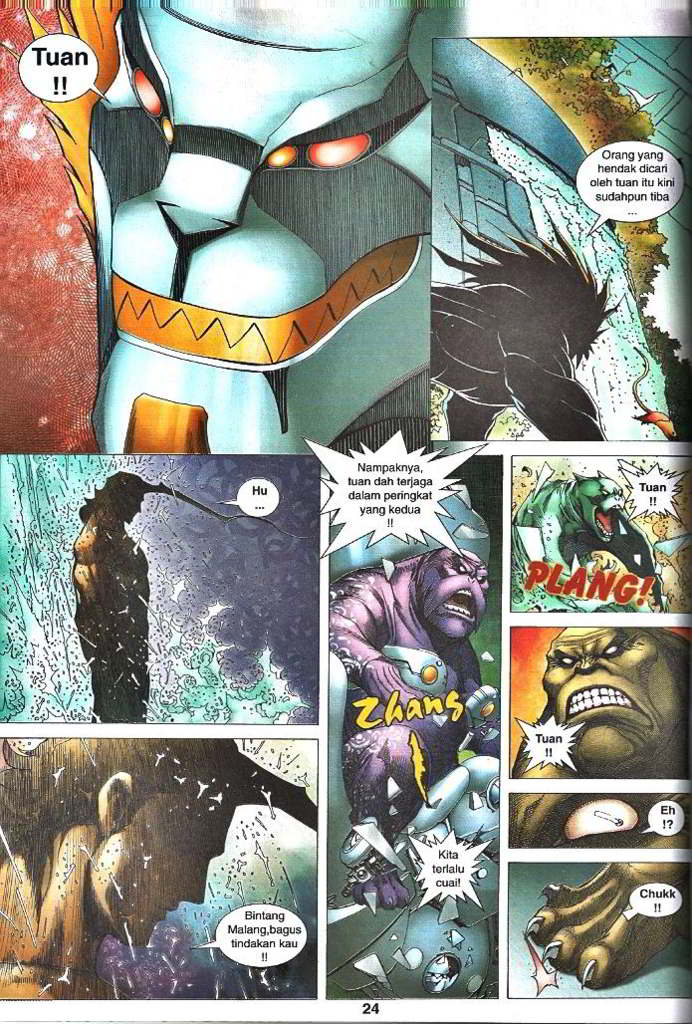 Tuan
!!
Orang yang
hendak dicari
oleh tuan itu kini
sudahpun tiba
...
Hu
...
Nampaknya,
tuan dah terjaga
dalam peringkat
yang kedua
!!
Tuan
!!
PLANG!
Zhang
!
Tuan
!!
Eh
!?
Kita
terlalu
cuai!
Chukk
!!
Bintang
Malang,bagus
tindakan kau
!!
24